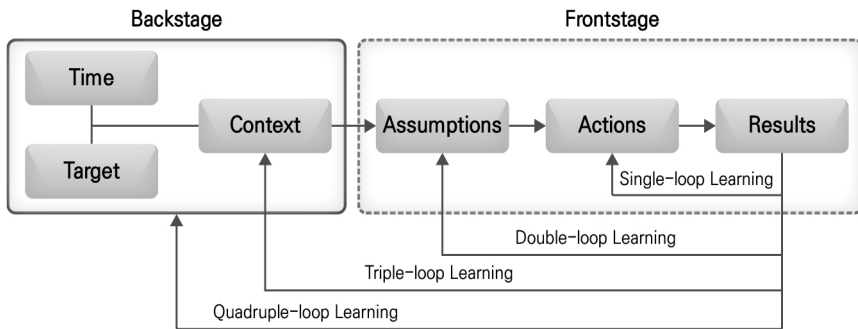 Backstage
Frontstage
Time
Target
Context
Assumptions
Actions
Results
Single-loop Learning
Double-loop Learning
Triple-loop Learning
Quadruple-loop Learning